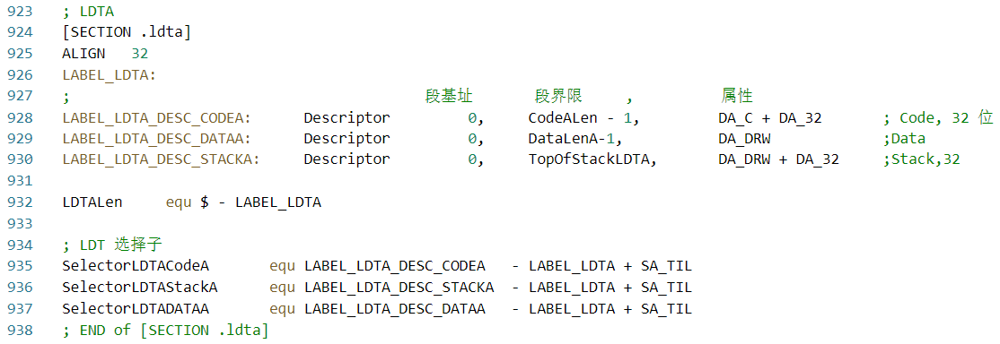 923 ; LDTA
924 [SECTION .ldta]
925 ALIGN 32
926 LABEL_LDTA:
927 ; 段基址 段界限 , 属性
928 LABEL_LDTA_DESC_CODEA: Descriptor 0, CodeALen - 1, DA_C + DA_32 ; Code, 32 位
929 LABEL_LDTA_DESC_DATAA: Descriptor 0, DataLenA-1, DA_DRW ;Data
930 LABEL_LDTA_DESC_STACKA: Descriptor 0, TopOfStackLDTA, DA_DRW + DA_32 ;Stack,32
931
932 LDTALen equ $ - LABEL_LDTA
933
934 ; LDT 选择子
935 SelectorLDTACodeA equ LABEL_LDTA_DESC_CODEA - LABEL_LDTA + SA_TIL
936 SelectorLDTAStackA equ LABEL_LDTA_DESC_STACKA - LABEL_LDTA + SA_TIL
937 SelectorLDTADATAA equ LABEL_LDTA_DESC_DATAA - LABEL_LDTA + SA_TIL
938 ; END of [SECTION .ldta]